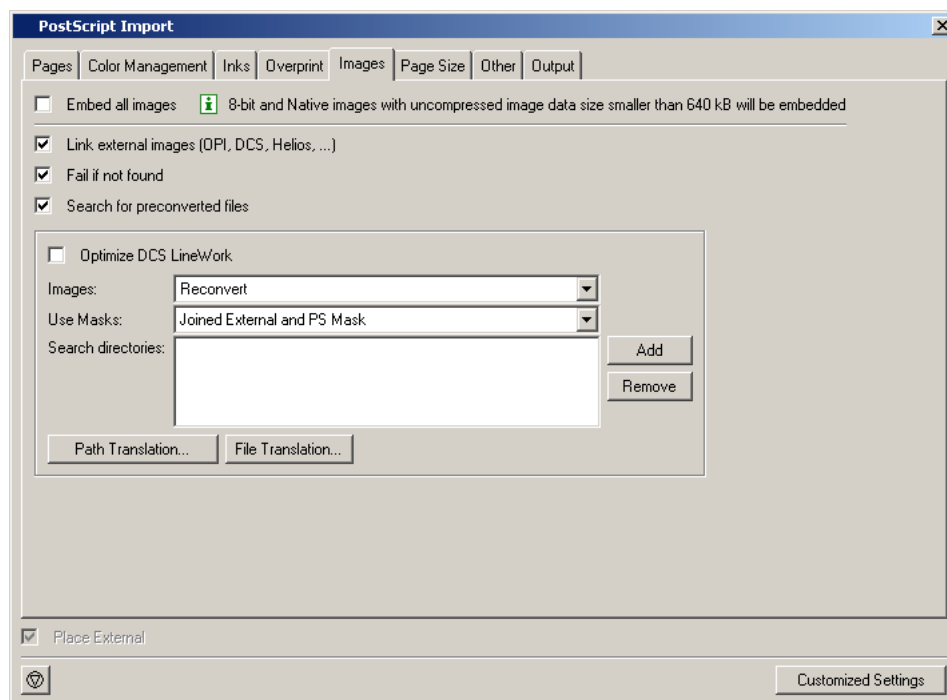 PostScript Import
Pages Color Management Inks Overprint Images Page Size Other Output
Embed all images 8-bit and Native images with uncompressed image data size smaller than 640 kB will be embedded
Link external images (OPI, DCS, Helios, ...)
Fail if not found
Search for preconverted files
Optimize DCS LineWork
Images: Reconvert
Use Masks: Joined External and PS Mask
Search directories: Add
Remove
Path Translation... File Translation...
Place External
Customized Settings